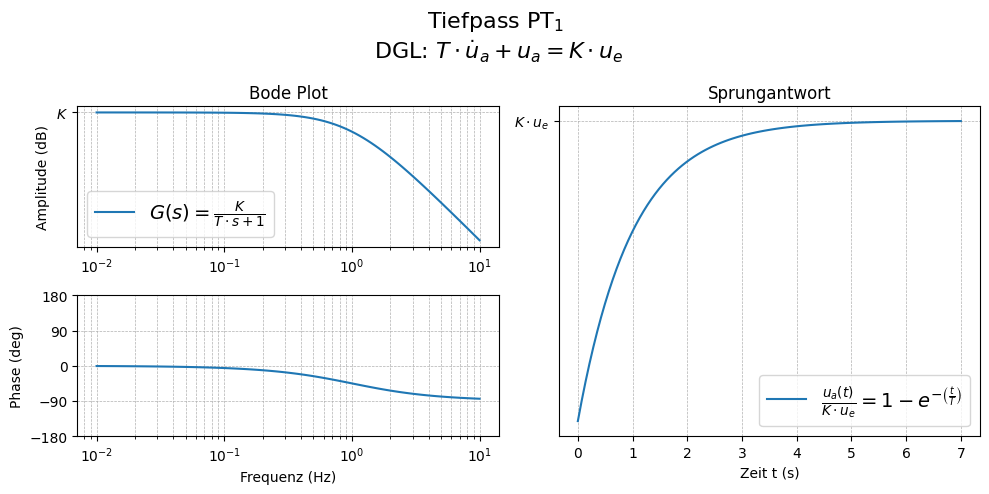 Tiefpass PT₁
DGL: T · u̇ₐ + uₐ = K · uₑ
Bode Plot
K
Amplitude (dB)
G(s) = K/(T·s+1)
10⁻² 10⁻¹ 10⁰ 10¹
180
90
0
−90
−180
Phase (deg)
10⁻² 10⁻¹ 10⁰ 10¹
Frequenz (Hz)
Sprungantwort
K · uₑ
uₐ(t)/(K·uₑ) = 1 − e^−(t/T)
0 1 2 3 4 5 6 7
Zeit t (s)